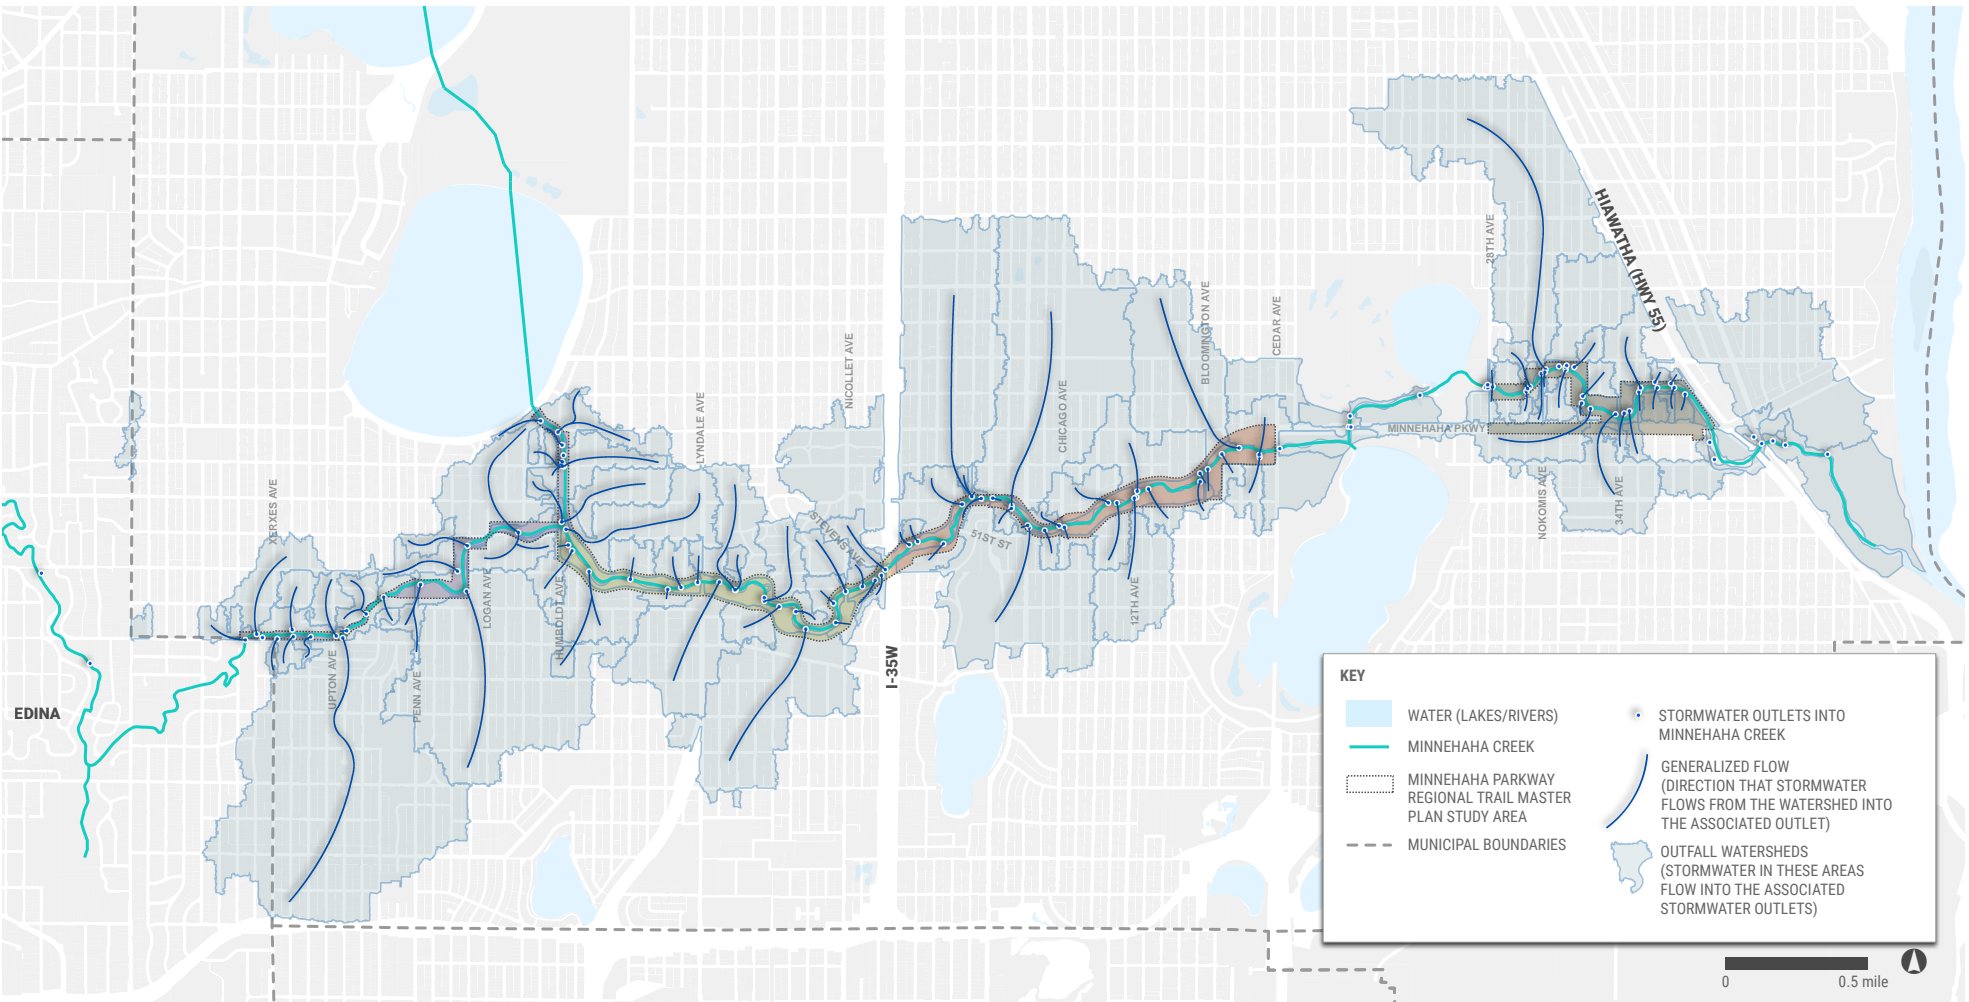 HIAWATHA (HWY 55)
28TH AVE
BLOOMINGTON AVE
CEDAR AVE
NICOLLET AVE
CHICAGO AVE
LYNDALE AVE
MINNEHAHA PKWY
XERXES AVE
STEVENS AVE
51ST ST
NOKOMIS AVE
34TH AVE
LOGAN AVE
HUMBOLDT AVE
12TH AVE
UPTON AVE
PENN AVE
I-35W
EDINA
KEY
WATER (LAKES/RIVERS)
MINNEHAHA CREEK
MINNEHAHA PARKWAY
REGIONAL TRAIL MASTER
PLAN STUDY AREA
MUNICIPAL BOUNDARIES
STORMWATER OUTLETS INTO
MINNEHAHA CREEK
GENERALIZED FLOW
(DIRECTION THAT STORMWATER
FLOWS FROM THE WATERSHED INTO
THE ASSOCIATED OUTLET)
OUTFALL WATERSHEDS
(STORMWATER IN THESE AREAS
FLOW INTO THE ASSOCIATED
STORMWATER OUTLETS)
0 0.5 mile